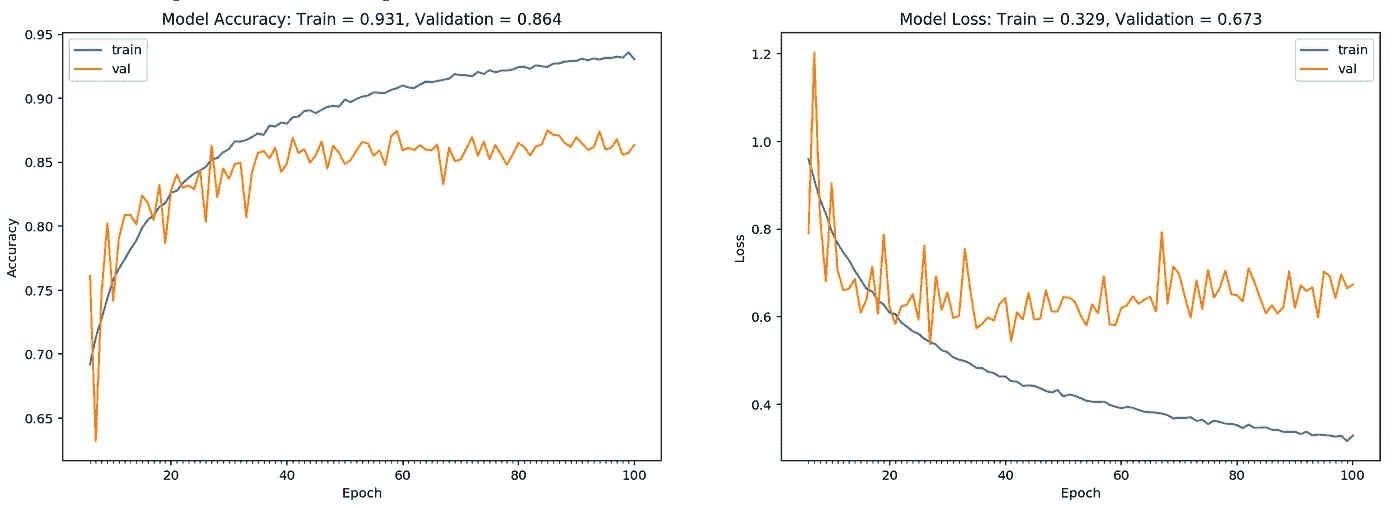 Model Accuracy: Train = 0.931, Validation = 0.864
0.95
0.90
0.85
0.80
0.75
0.70
0.65
Accuracy
train
val
20
40
60
80
100
Epoch
Model Loss: Train = 0.329, Validation = 0.673
1.2
1.0
0.8
0.6
0.4
Loss
train
val
20
40
60
80
100
Epoch